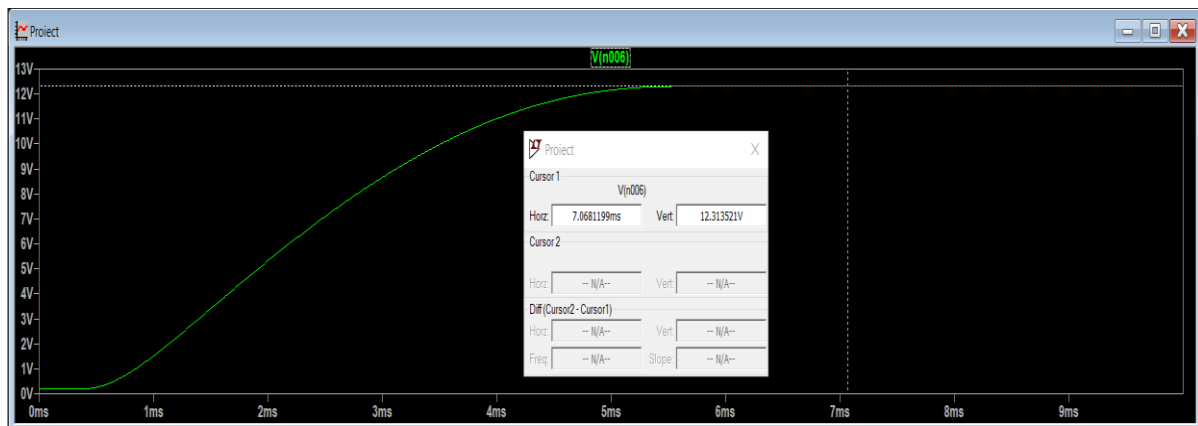 Proiect
V(n006)
13V
12V
11V
10V
9V
8V
7V
6V
5V
4V
3V
2V
1V
0V
0ms 1ms 2ms 3ms 4ms 5ms 6ms 7ms 8ms 9ms
Proiect
Cursor 1
V(n006)
Horz: 7.0681199ms Vert: 12.313521V
Cursor 2
Horz: -- N/A-- Vert: -- N/A--
Diff (Cursor2 - Cursor1)
Horz: -- N/A-- Vert: -- N/A--
Freq: -- N/A-- Slope: -- N/A--